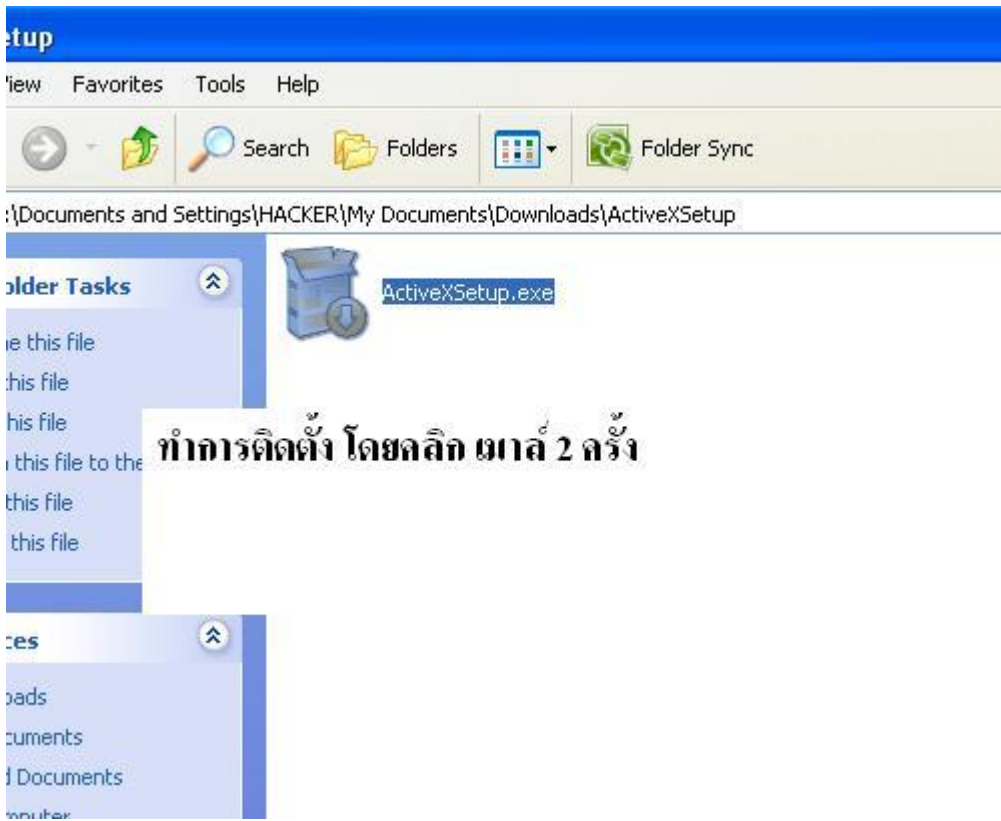 etup
View Favorites Tools Help
Search Folders Folder Sync
:\Documents and Settings\HACKER\My Documents\Downloads\ActiveXSetup
older Tasks
ActiveXSetup.exe
e this file
this file
his file
this file to the
this file
this file
ทำการติดตั้ง โดยคลิก เมาส์ 2 ครั้ง
ces
oads
cuments
d Documents
mputer